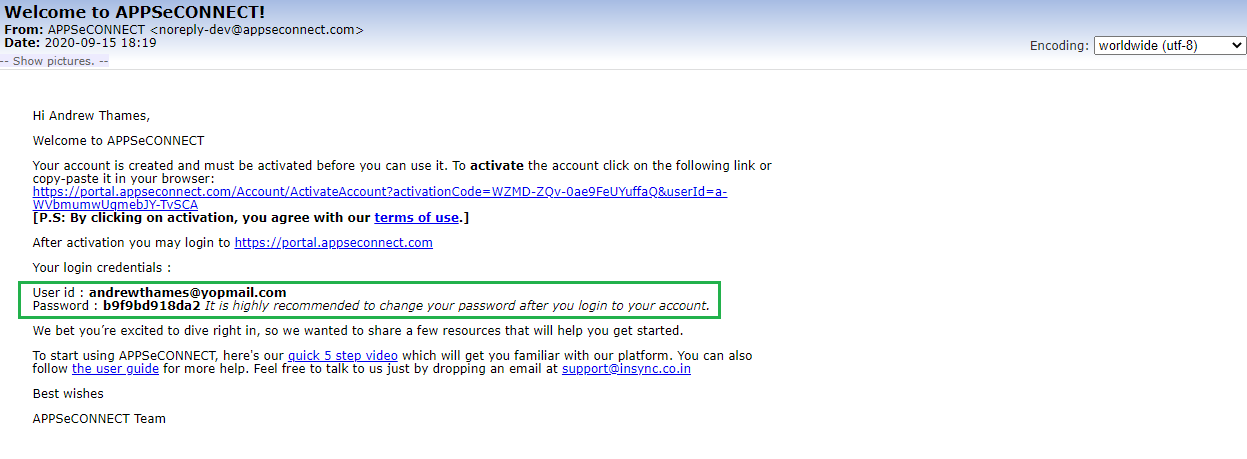 Welcome to APPSeCONNECT!
From: APPSeCONNECT <noreply-dev@appseconnect.com>
Date: 2020-09-15 18:19
Encoding: worldwide (utf-8)
-- Show pictures. --
Hi Andrew Thames,
Welcome to APPSeCONNECT
Your account is created and must be activated before you can use it. To activate the account click on the following link or
copy-paste it in your browser:
https://portal.appseconnect.com/Account/ActivateAccount?activationCode=WZMD-ZQv-0ae9FeUYuffaQ&userId=a-
WVbmumwUqmebJY-TvSCA
[P.S: By clicking on activation, you agree with our terms of use.]
After activation you may login to https://portal.appseconnect.com
Your login credentials :
User id : andrewthames@yopmail.com
Password : b9f9bd918da2 It is highly recommended to change your password after you login to your account.
We bet you’re excited to dive right in, so we wanted to share a few resources that will help you get started.
To start using APPSeCONNECT, here's our quick 5 step video which will get you familiar with our platform. You can also
follow the user guide for more help. Feel free to talk to us just by dropping an email at support@insync.co.in
Best wishes
APPSeCONNECT Team